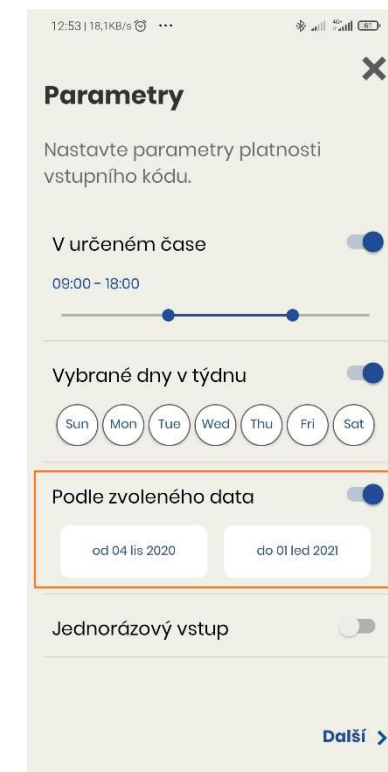 12:53 | 18,1KB/s
Parametry
Nastavte parametry platnosti
vstupního kódu.
V určeném čase
09:00 - 18:00
Vybrané dny v týdnu
Sun Mon Tue Wed Thu Fri Sat
Podle zvoleného data
od 04 lis 2020 do 01 led 2021
Jednorázový vstup
Další